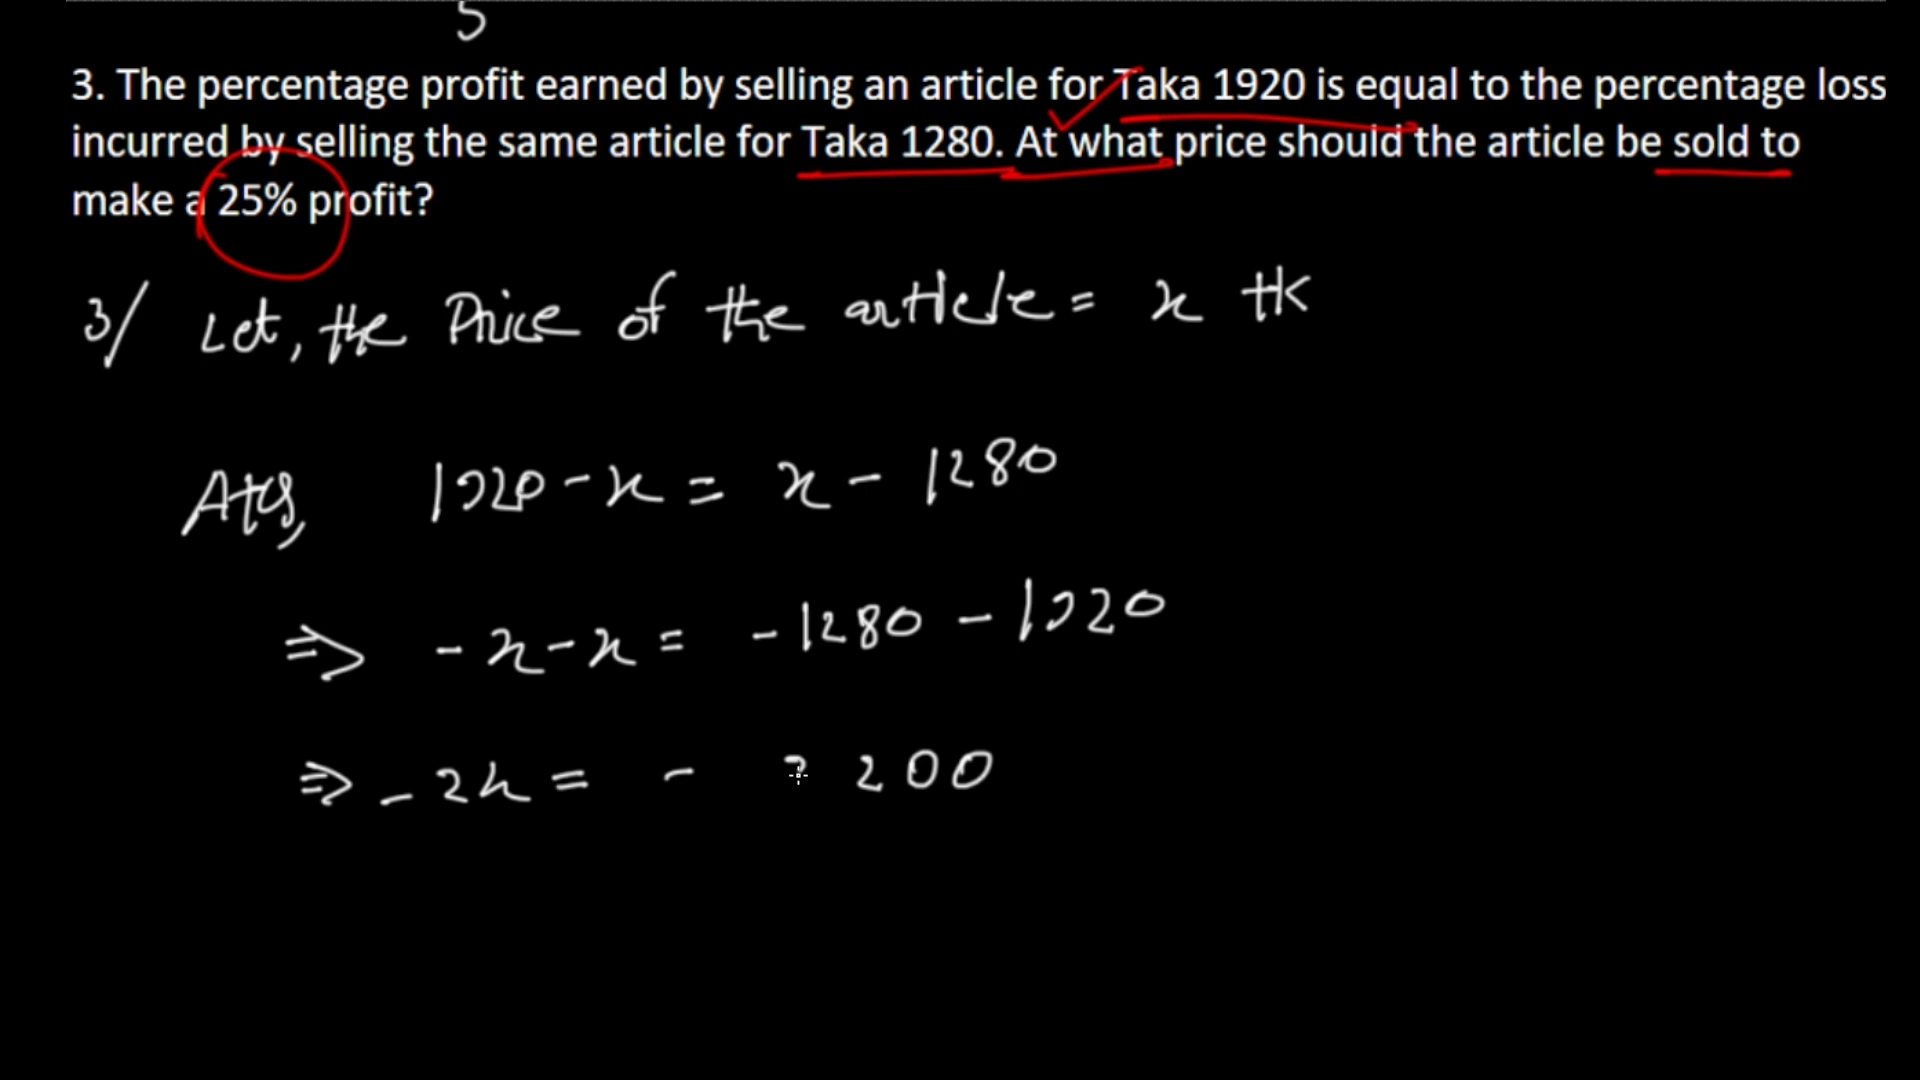 5
3. The percentage profit earned by selling an article for Taka 1920 is equal to the percentage loss
incurred by selling the same article for Taka 1280. At what price should the article be sold to
make a 25% profit?
3/ Let, the Price of the article = x tk
ATQ, 1920 - x = x - 1280
⇒ - x - x = - 1280 - 1920
⇒ - 2x = - 3200